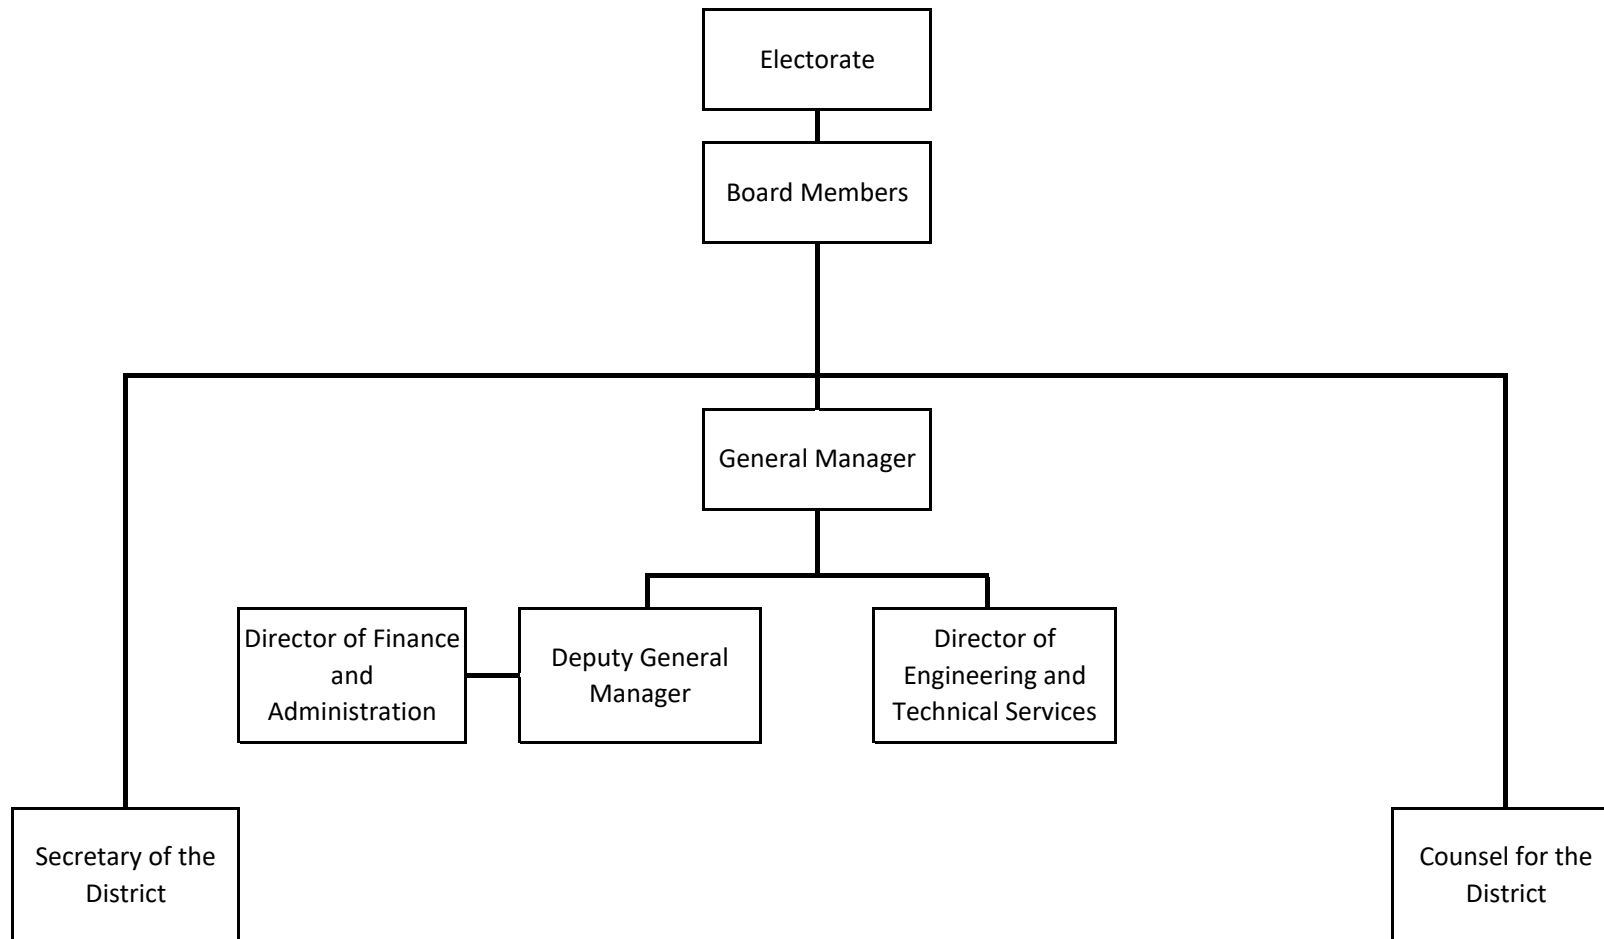 Electorate
Board Members
General Manager
Director of Finance
and
Administration
Deputy General
Manager
Director of
Engineering and
Technical Services
Secretary of the
District
Counsel for the
District